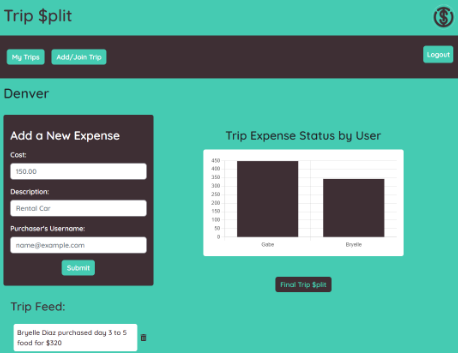 Trip $plit
My Trips
Add/Join Trip
Logout
Denver
Add a New Expense
Cost:
150.00
Description:
Rental Car
Purchaser's Username:
name@example.com
Submit
Trip Expense Status by User
450
400
350
300
250
200
150
100
50
0
Gabe
Bryelle
Final Trip $plit
Trip Feed:
Bryelle Diaz purchased day 3 to 5
food for $320